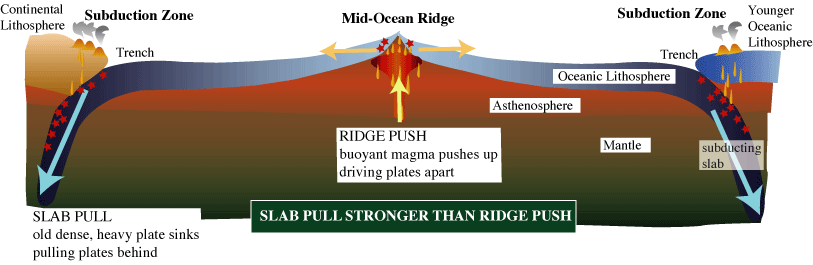 Continental
Lithosphere
Subduction Zone
Trench
Mid-Ocean Ridge
Subduction Zone
Younger
Oceanic
Lithosphere
Trench
Oceanic Lithosphere
Asthenosphere
RIDGE PUSH
buoyant magma pushes up
driving plates apart
Mantle
subducting
slab
SLAB PULL
old dense, heavy plate sinks
pulling plates behind
SLAB PULL STRONGER THAN RIDGE PUSH